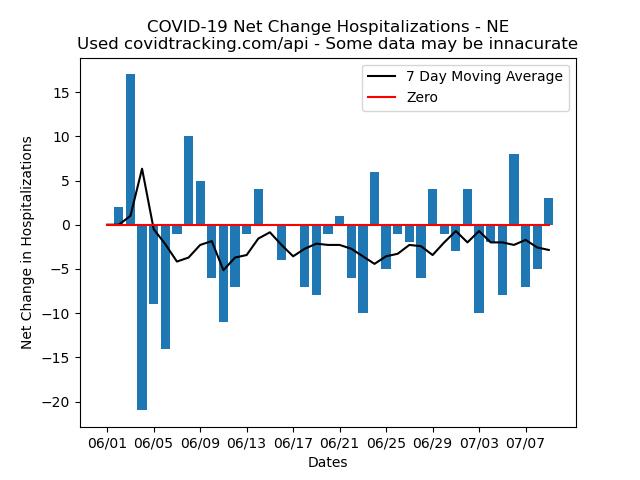 COVID-19 Net Change Hospitalizations - NE
Used covidtracking.com/api - Some data may be innacurate
7 Day Moving Average
Zero
Net Change in Hospitalizations
15
10
5
0
−5
−10
−15
−20
06/01 06/05 06/09 06/13 06/17 06/21 06/25 06/29 07/03 07/07
Dates